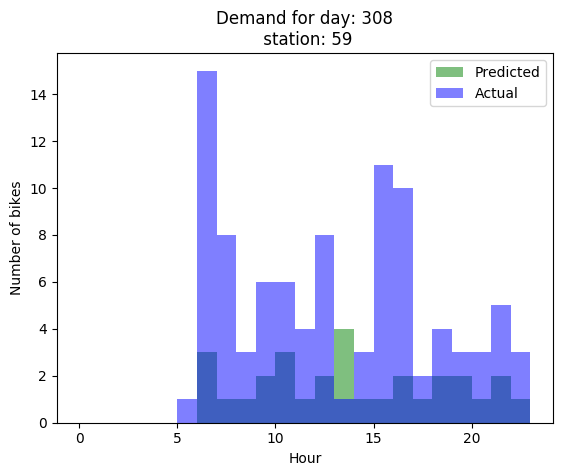 Demand for day: 308
station: 59
Predicted
Actual
Number of bikes
14
12
10
8
6
4
2
0
0 5 10 15 20
Hour